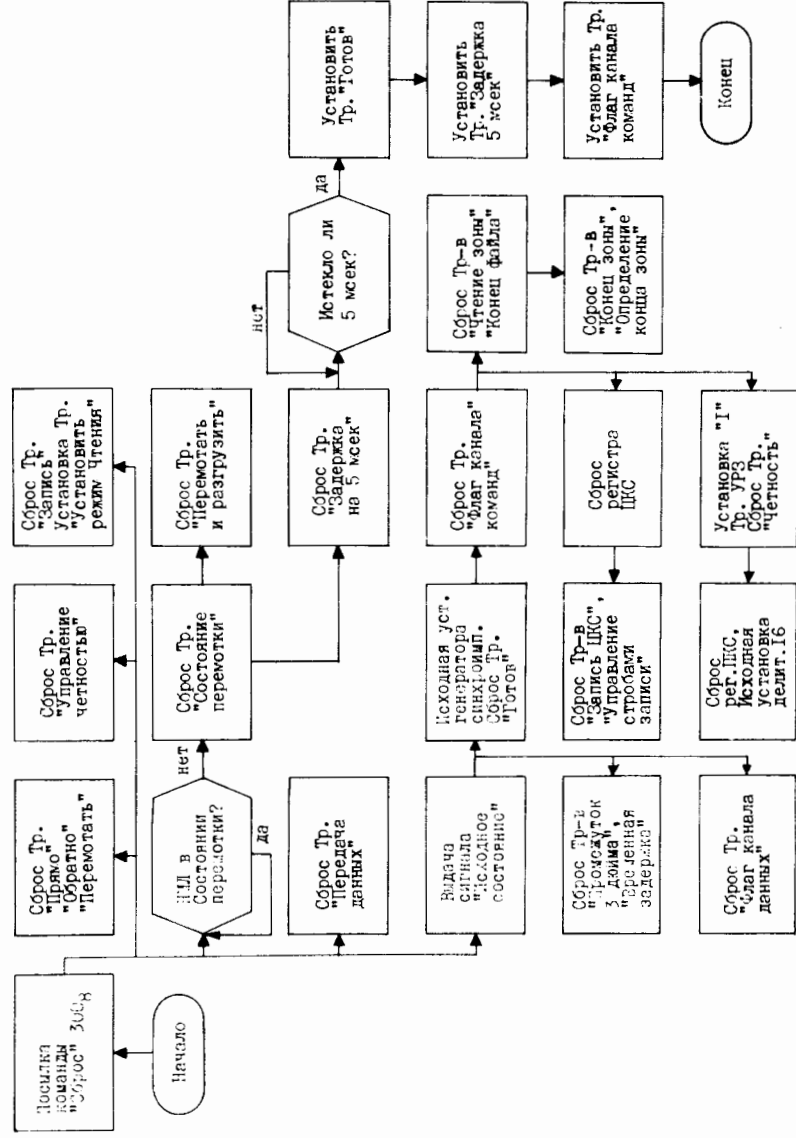 Начало
Посылка
команды
"Сброс" 300₈
Сброс Тр.
"Прямо"
"Обратно"
"Перемотать"
Сброс Тр.
"Управление
четностью"
Сброс Тр.
"Запись"
Установка Тр.
"Установить
режим Чтения"
НМЛ в
Состоянии
перемотки?
нет
да
Сброс Тр.
"Состояние
перемотки"
Сброс Тр.
"Перемотать
и разгрузить"
Сброс Тр.
"Передача
данных"
Сброс Тр.
"Задержка
на 5 мсек"
нет
Истекло ли
5 мсек?
да
Установить
Тр. "Готов"
Установить
Тр. "Задержка
5 мсек"
Установить Тр.
"Флаг канала
команд"
Конец
Выдача
сигнала
"Исходное
состояние"
Исходная уст.
генератора
синхроимп.
Сброс Тр.
"Готов"
Сброс Тр.
"Флаг канала
команд"
Сброс Тр-в
"Чтение зоны"
"Конец файла"
Сброс Тр-в
"Конец зоны",
"Определение
конца зоны"
Сброс Тр-в
"Промежуток
3 дюйма",
"Временная
задержка"
Сброс Тр-в
"Запись ЦКС",
"Управление
стробами
записи"
Сброс
регистра
ЦКС
Сброс Тр.
"Флаг канала
данных"
Сброс
рег.ПКС,
Исходная
установка
делит.16
Установка "I"
Тр. УРЗ
Сброс Тр.
"Четность"